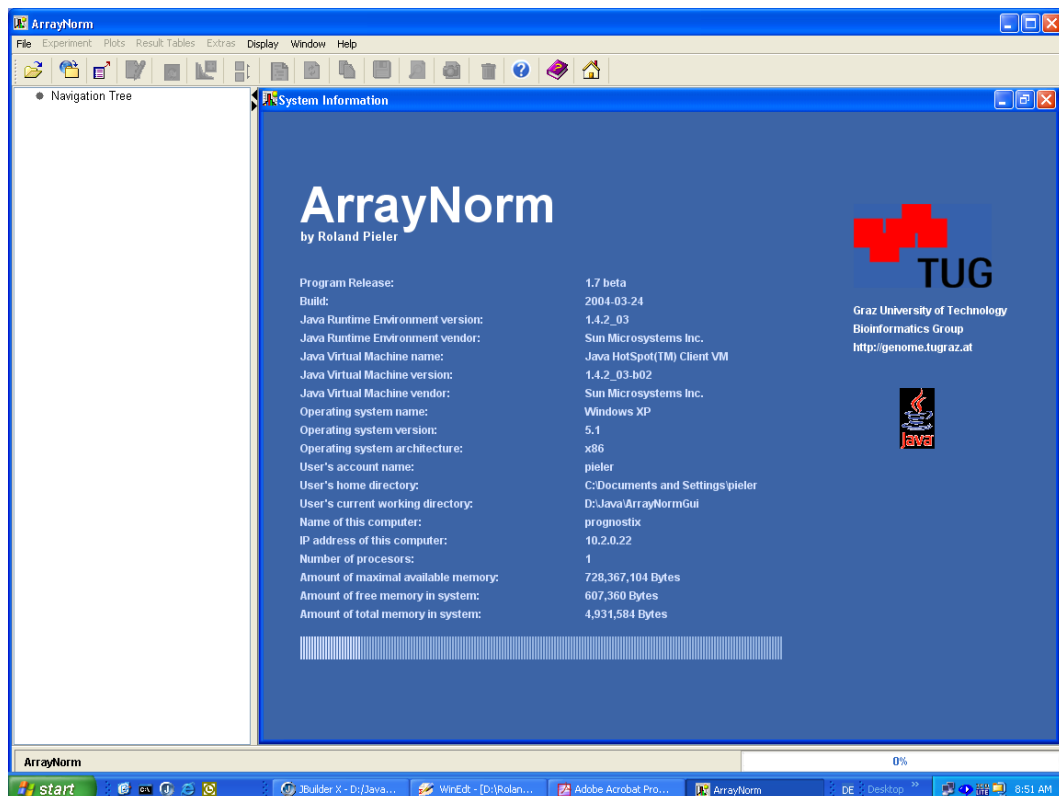 ArrayNorm
File Experiment Plots Result Tables Extras Display Window Help
Navigation Tree
System Information
ArrayNorm
by Roland Pieler
Program Release: 1.7 beta
Build: 2004-03-24
Java Runtime Environment version: 1.4.2_03
Java Runtime Environment vendor: Sun Microsystems Inc.
Java Virtual Machine name: Java HotSpot(TM) Client VM
Java Virtual Machine version: 1.4.2_03-b02
Java Virtual Machine vendor: Sun Microsystems Inc.
Operating system name: Windows XP
Operating system version: 5.1
Operating system architecture: x86
User's account name: pieler
User's home directory: C:\Documents and Settings\pieler
User's current working directory: D:\Java\ArrayNormGui
Name of this computer: prognostix
IP address of this computer: 10.2.0.22
Number of procesors: 1
Amount of maximal available memory: 728,367,104 Bytes
Amount of free memory in system: 607,360 Bytes
Amount of total memory in system: 4,931,584 Bytes
TUG
Graz University of Technology
Bioinformatics Group
http://genome.tugraz.at
Java
ArrayNorm 0%
start JBuilder X - D:/Java... WinEdt - [D:\Rolan... Adobe Acrobat Pro... ArrayNorm DE Desktop » 8:51 AM